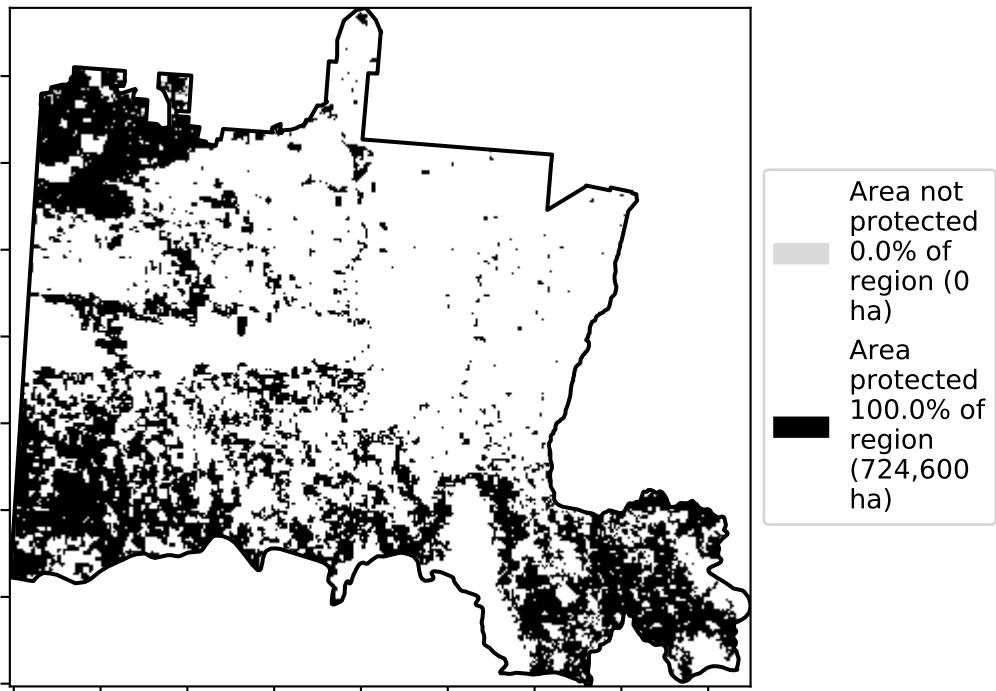 Area not
protected
0.0% of
region (0
ha)
Area
protected
100.0% of
region
(724,600
ha)